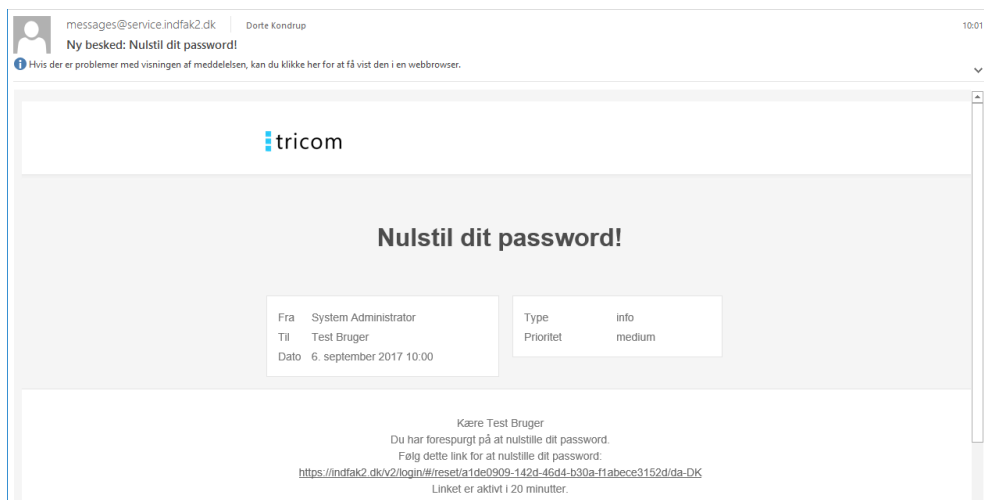 messages@service.indfak2.dk Dorte Kondrup 10:01
Ny besked: Nulstil dit password!
Hvis der er problemer med visningen af meddelelsen, kan du klikke her for at få vist den i en webbrowser.
tricom
Nulstil dit password!
Fra System Administrator
Til Test Bruger
Dato 6. september 2017 10:00
Type info
Prioritet medium
Kære Test Bruger
Du har forespurgt på at nulstille dit password.
Følg dette link for at nulstille dit password:
https://indfak2.dk/v2/login/#/reset/a1de0909-142d-46d4-b30a-f1abece3152d/da-DK
Linket er aktivt i 20 minutter.